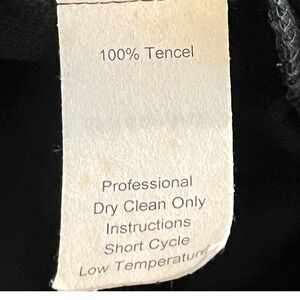 100% Tencel
Professional
Dry Clean Only
Instructions
Short Cycle
Low Temperature